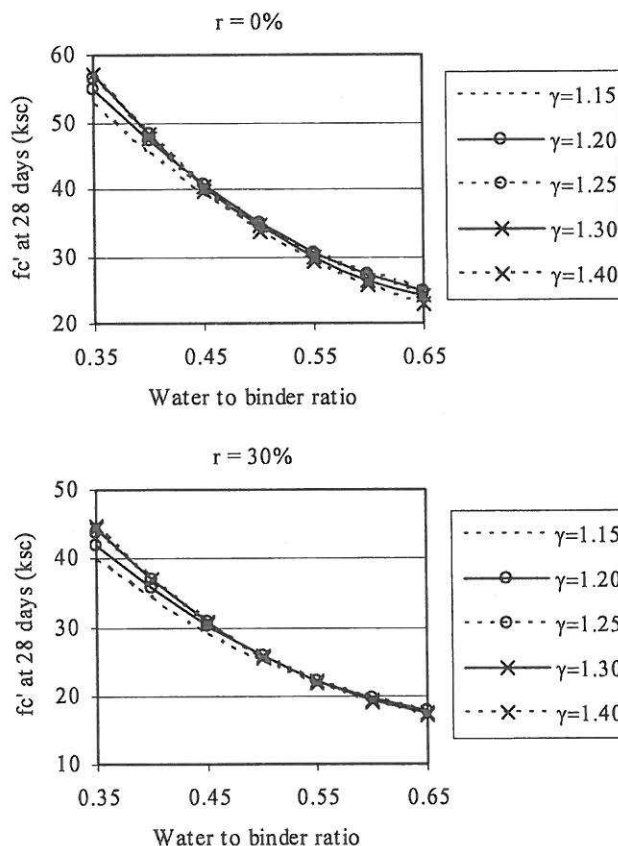 r = 0%
fc' at 28 days (ksc)
60
50
40
30
20
0.35 0.45 0.55 0.65
Water to binder ratio
γ=1.15
γ=1.20
γ=1.25
γ=1.30
γ=1.40
r = 30%
fc' at 28 days (ksc)
50
40
30
20
10
0.35 0.45 0.55 0.65
Water to binder ratio
γ=1.15
γ=1.20
γ=1.25
γ=1.30
γ=1.40